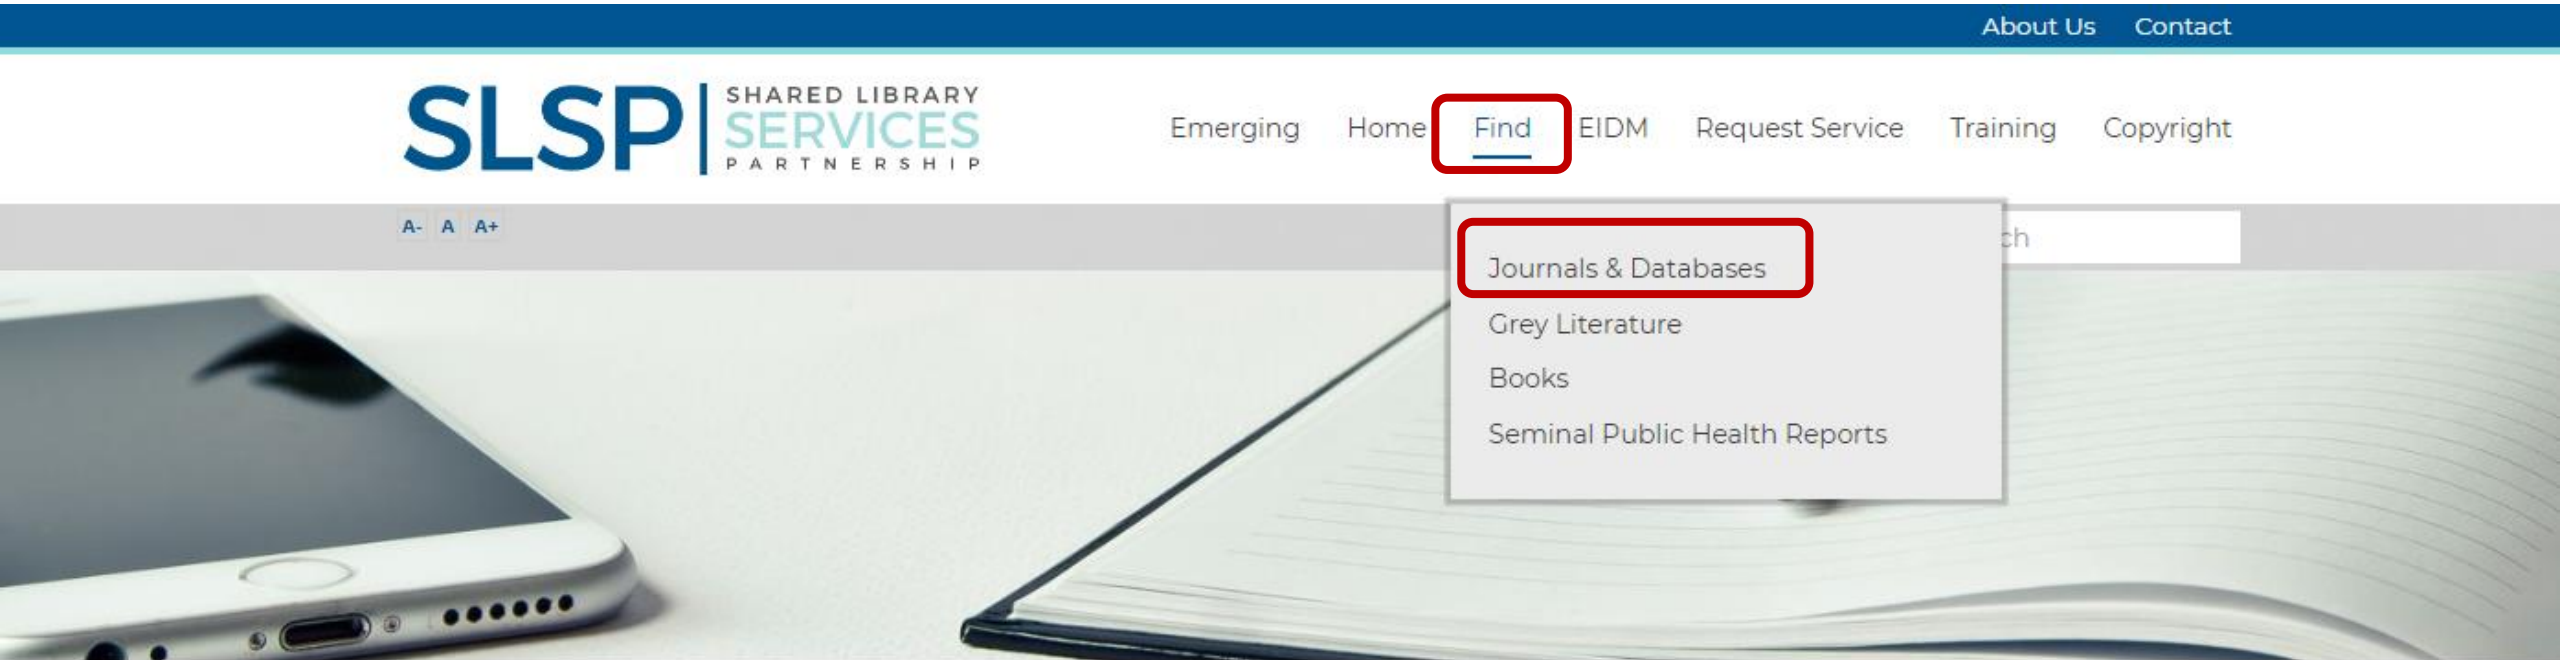 About Us Contact
SLSP SHARED LIBRARY
SERVICES
PARTNERSHIP
Emerging Home Find EIDM Request Service Training Copyright
A- A A+
ch
Journals & Databases
Grey Literature
Books
Seminal Public Health Reports